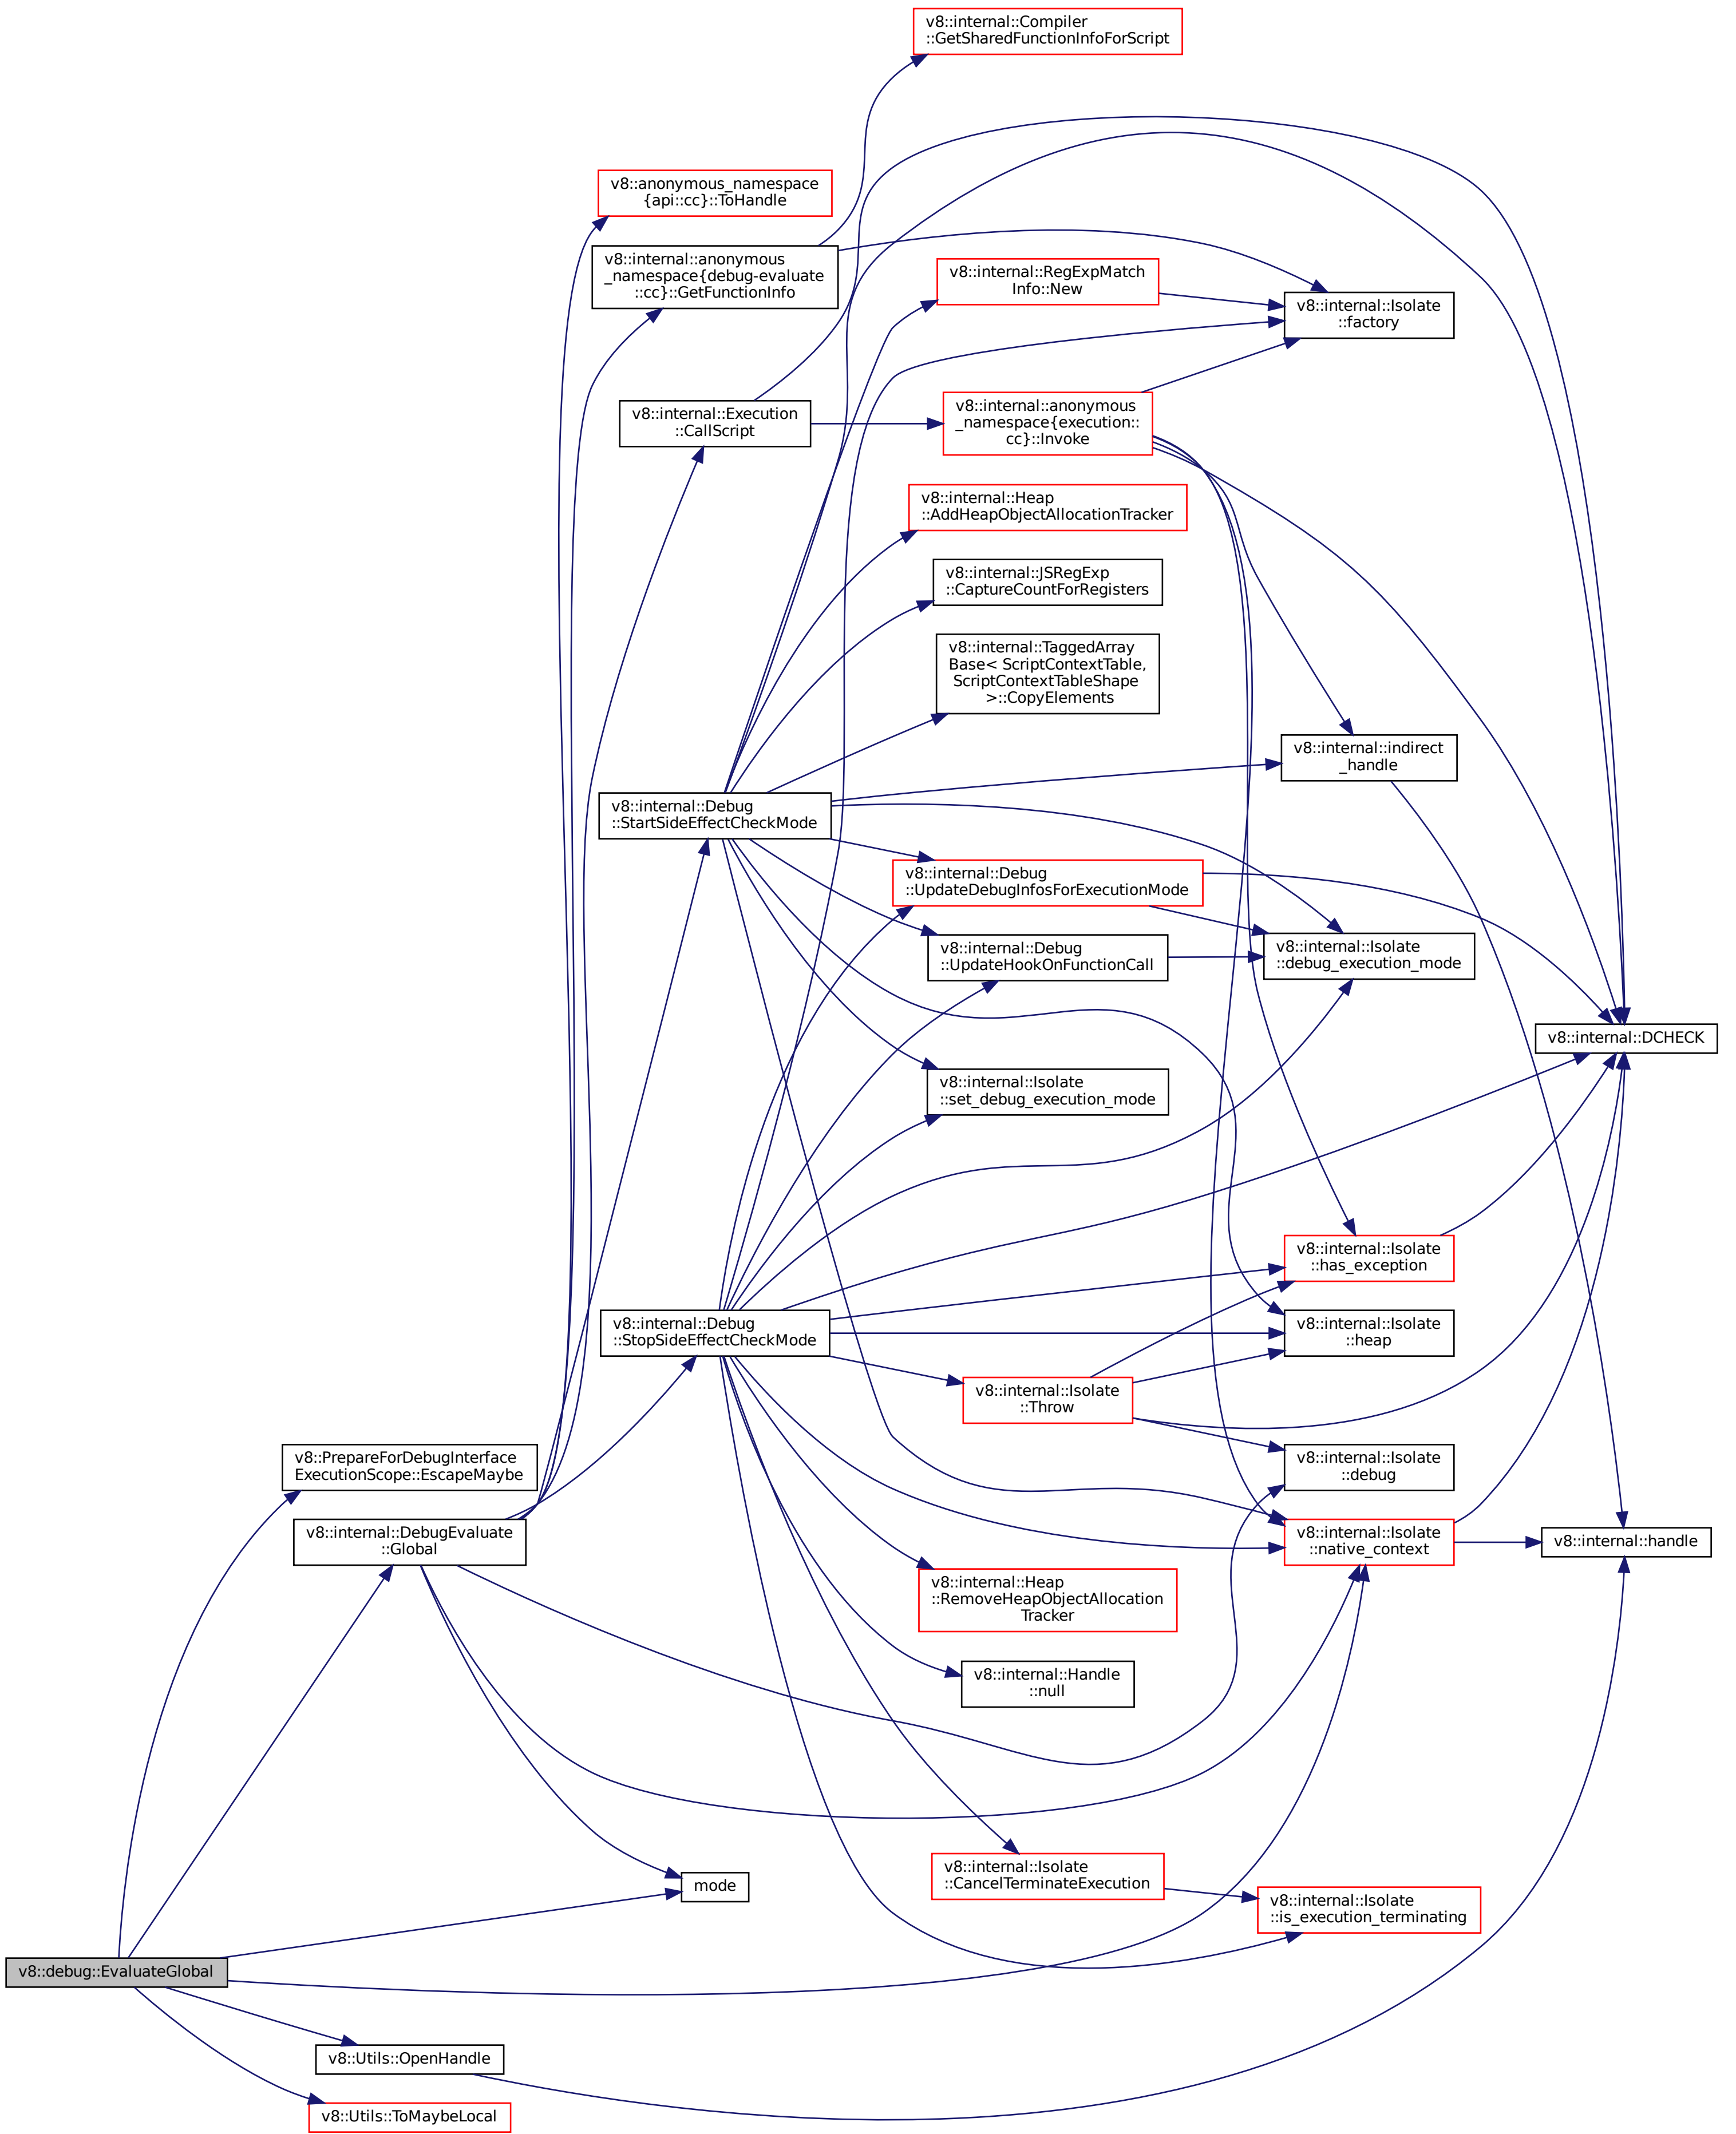 v8::internal::Compiler
::GetSharedFunctionInfoForScript
v8::anonymous_namespace
{api::cc}::ToHandle
v8::internal::anonymous
_namespace{debug-evaluate
::cc}::GetFunctionInfo
v8::internal::RegExpMatch
Info::New
v8::internal::Isolate
::factory
v8::internal::Execution
::CallScript
v8::internal::anonymous
_namespace{execution::
cc}::Invoke
v8::internal::Heap
::AddHeapObjectAllocationTracker
v8::internal::JSRegExp
::CaptureCountForRegisters
v8::internal::TaggedArray
Base< ScriptContextTable,
ScriptContextTableShape
>::CopyElements
v8::internal::indirect
_handle
v8::internal::Debug
::StartSideEffectCheckMode
v8::internal::Debug
::UpdateDebugInfosForExecutionMode
v8::internal::Debug
::UpdateHookOnFunctionCall
v8::internal::Isolate
::debug_execution_mode
v8::internal::DCHECK
v8::internal::Isolate
::set_debug_execution_mode
v8::internal::Isolate
::has_exception
v8::internal::Debug
::StopSideEffectCheckMode
v8::internal::Isolate
::heap
v8::internal::Isolate
::Throw
v8::PrepareForDebugInterface
ExecutionScope::EscapeMaybe
v8::internal::Isolate
::debug
v8::internal::DebugEvaluate
::Global
v8::internal::Isolate
::native_context
v8::internal::handle
v8::internal::Heap
::RemoveHeapObjectAllocation
Tracker
v8::internal::Handle
::null
v8::internal::Isolate
::CancelTerminateExecution
mode
v8::internal::Isolate
::is_execution_terminating
v8::debug::EvaluateGlobal
v8::Utils::OpenHandle
v8::Utils::ToMaybeLocal